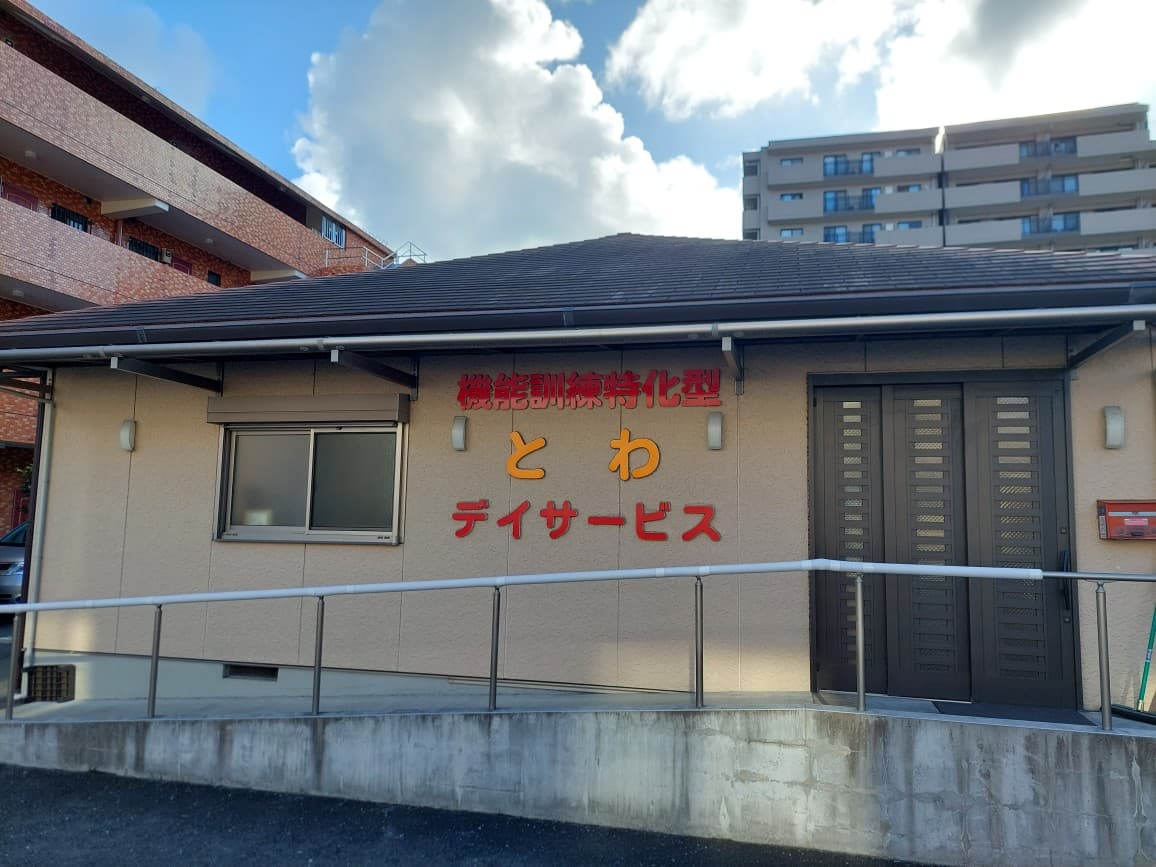 機能訓練特化型
とわ
デイサービス